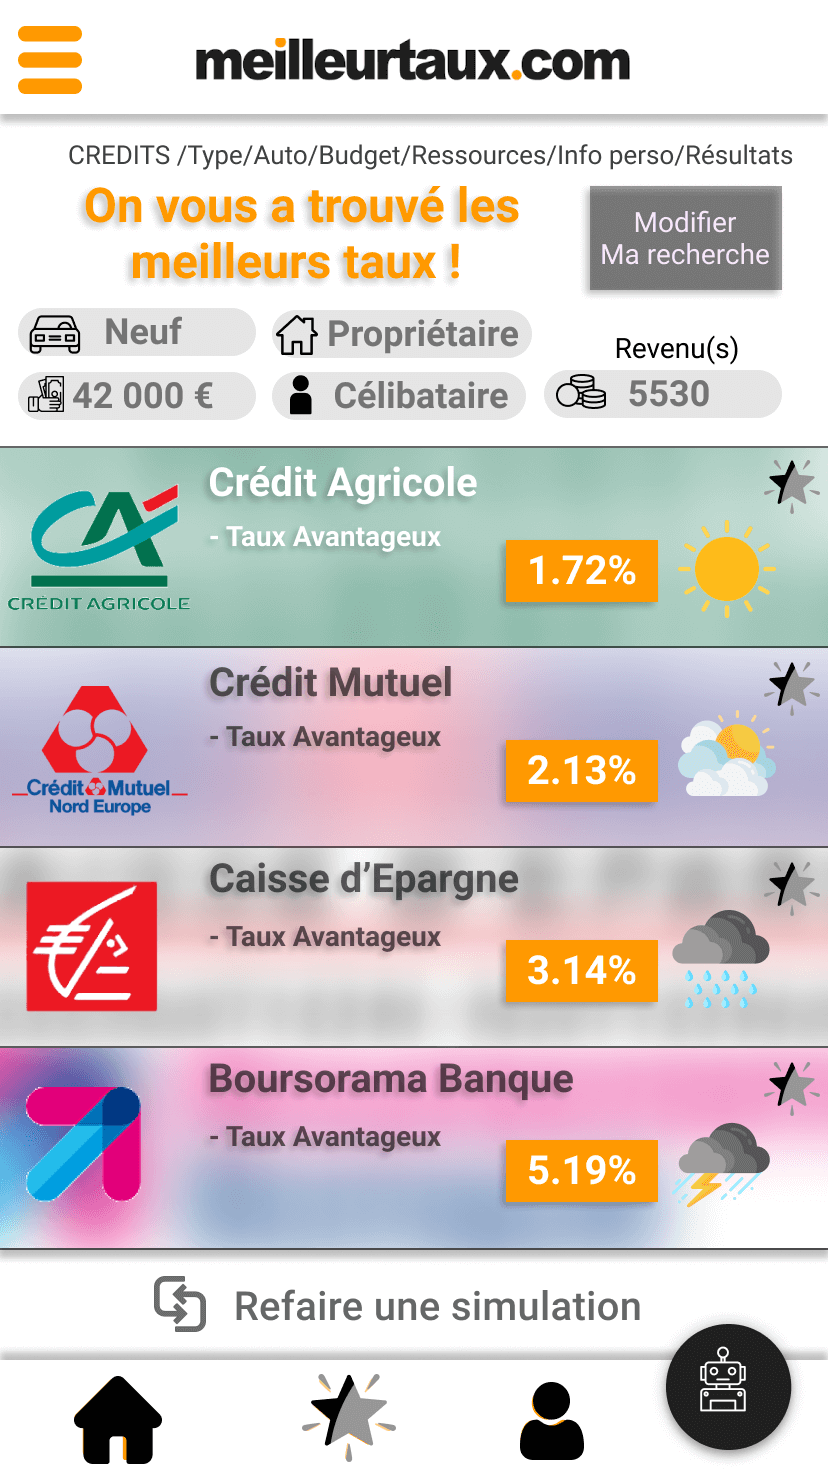 meilleurtaux.com
CREDITS /Type/Auto/Budget/Ressources/Info perso/Résultats
On vous a trouvé les
meilleurs taux !
Modifier
Ma recherche
Neuf
Propriétaire
Revenu(s)
42 000 €
Célibataire
5530
Crédit Agricole
- Taux Avantageux
1.72%
CRÉDIT AGRICOLE
Crédit Mutuel
- Taux Avantageux
2.13%
Crédit Mutuel
Nord Europe
Caisse d’Epargne
- Taux Avantageux
3.14%
Boursorama Banque
- Taux Avantageux
5.19%
Refaire une simulation